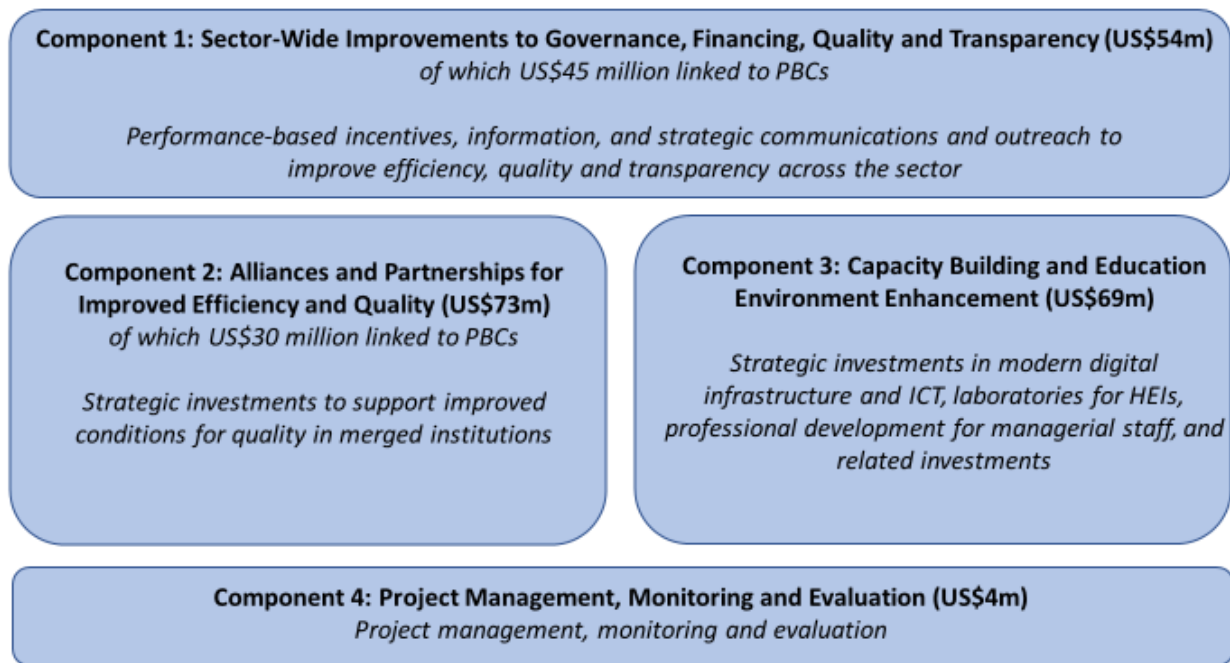 Component 1: Sector-Wide Improvements to Governance, Financing, Quality and Transparency (US$54m)
of which US$45 million linked to PBCs
Performance-based incentives, information, and strategic communications and outreach to
improve efficiency, quality and transparency across the sector
Component 2: Alliances and Partnerships for
Improved Efficiency and Quality (US$73m)
of which US$30 million linked to PBCs
Strategic investments to support improved
conditions for quality in merged institutions
Component 3: Capacity Building and Education
Environment Enhancement (US$69m)
Strategic investments in modern digital
infrastructure and ICT, laboratories for HEIs,
professional development for managerial staff, and
related investments
Component 4: Project Management, Monitoring and Evaluation (US$4m)
Project management, monitoring and evaluation